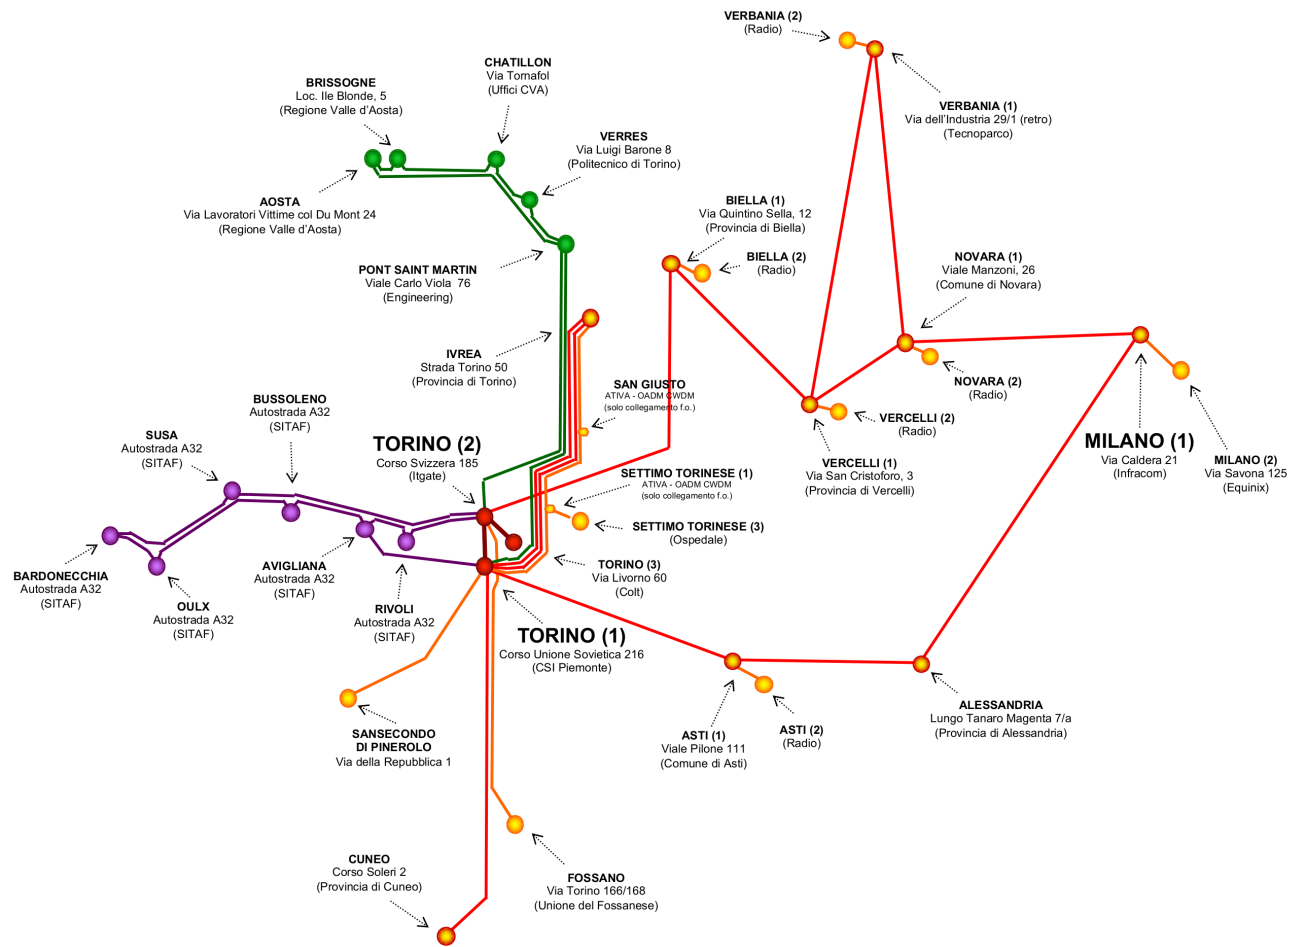 VERBANIA (2)
(Radio)
CHATILLON
Via Tornafol
(Uffici CVA)
BRISSOGNE
Loc. Ile Blonde, 5
(Regione Valle d'Aosta)
VERBANIA (1)
Via dell'Industria 29/1 (retro)
(Tecnoparco)
VERRES
Via Luigi Barone 8
(Politecnico di Torino)
AOSTA
Via Lavoratori Vittime col Du Mont 24
(Regione Valle d'Aosta)
BIELLA (1)
Via Quintino Sella, 12
(Provincia di Biella)
BIELLA (2)
(Radio)
NOVARA (1)
Viale Manzoni, 26
(Comune di Novara)
PONT SAINT MARTIN
Viale Carlo Viola 76
(Engineering)
IVREA
Strada Torino 50
(Provincia di Torino)
SAN GIUSTO
ATIVA - OADM CWDM
(solo collegamento f.o.)
NOVARA (2)
(Radio)
BUSSOLENO
Autostrada A32
(SITAF)
SUSA
Autostrada A32
(SITAF)
TORINO (2)
Corso Svizzera 185
(Itgate)
VERCELLI (2)
(Radio)
MILANO (1)
Via Caldera 21
(Infracom)
VERCELLI (1)
Via San Cristoforo, 3
(Provincia di Vercelli)
MILANO (2)
Via Savona 125
(Equinix)
SETTIMO TORINESE (1)
ATIVA - OADM CWDM
(solo collegamento f.o.)
SETTIMO TORINESE (3)
(Ospedale)
BARDONECCHIA
Autostrada A32
(SITAF)
AVIGLIANA
Autostrada A32
(SITAF)
TORINO (3)
Via Livorno 60
(Colt)
OULX
Autostrada A32
(SITAF)
RIVOLI
Autostrada A32
(SITAF)
TORINO (1)
Corso Unione Sovietica 216
(CSI Piemonte)
SANSECONDO
DI PINEROLO
Via della Repubblica 1
ASTI (1)
Viale Pilone 111
(Comune di Asti)
ASTI (2)
(Radio)
ALESSANDRIA
Lungo Tanaro Magenta 7/a
(Provincia di Alessandria)
CUNEO
Corso Soleri 2
(Provincia di Cuneo)
FOSSANO
Via Torino 166/168
(Unione del Fossanese)